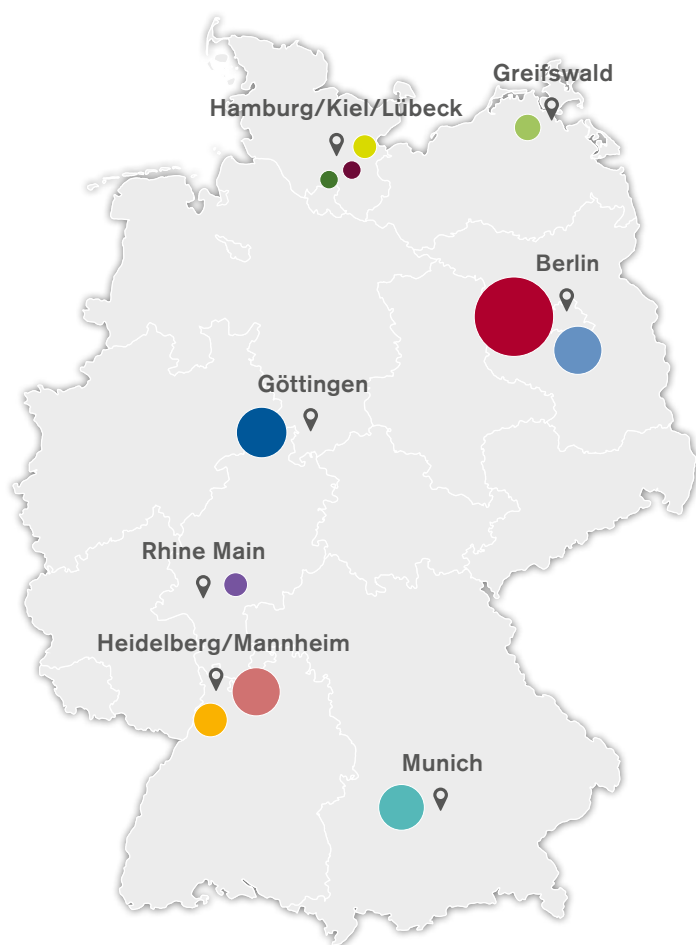 Greifswald
Hamburg/Kiel/Lübeck
Berlin
Göttingen
Rhine Main
Heidelberg/Mannheim
Munich